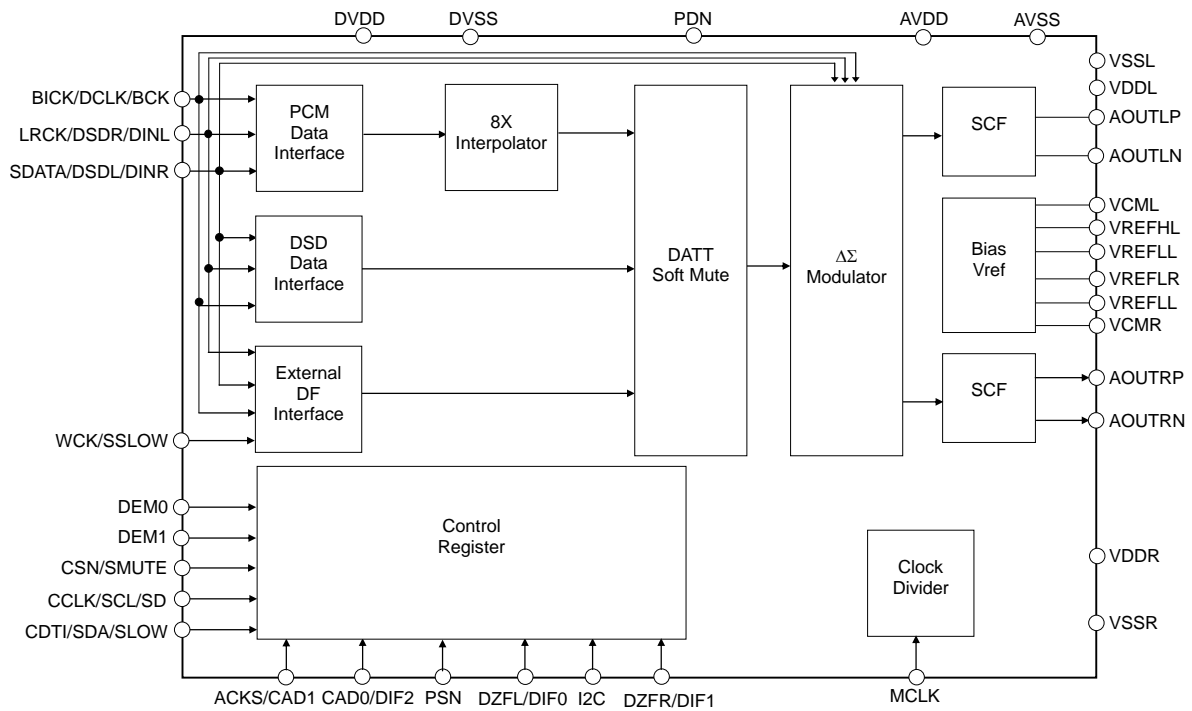 DVDD
DVSS
PDN
AVDD
AVSS
BICK/DCLK/BCK
LRCK/DSDR/DINL
SDATA/DSDL/DINR
WCK/SSLOW
DEM0
DEM1
CSN/SMUTE
CCLK/SCL/SD
CDTI/SDA/SLOW
PCM
Data
Interface
8X
Interpolator
DSD
Data
Interface
External
DF
Interface
DATT
Soft Mute
ΔΣ
Modulator
SCF
Bias
Vref
SCF
Control
Register
Clock
Divider
VSSL
VDDL
AOUTLP
AOUTLN
VCML
VREFHL
VREFLL
VREFLR
VREFLL
VCMR
AOUTRP
AOUTRN
VDDR
VSSR
ACKS/CAD1
CAD0/DIF2
PSN
DZFL/DIF0
I2C
DZFR/DIF1
MCLK